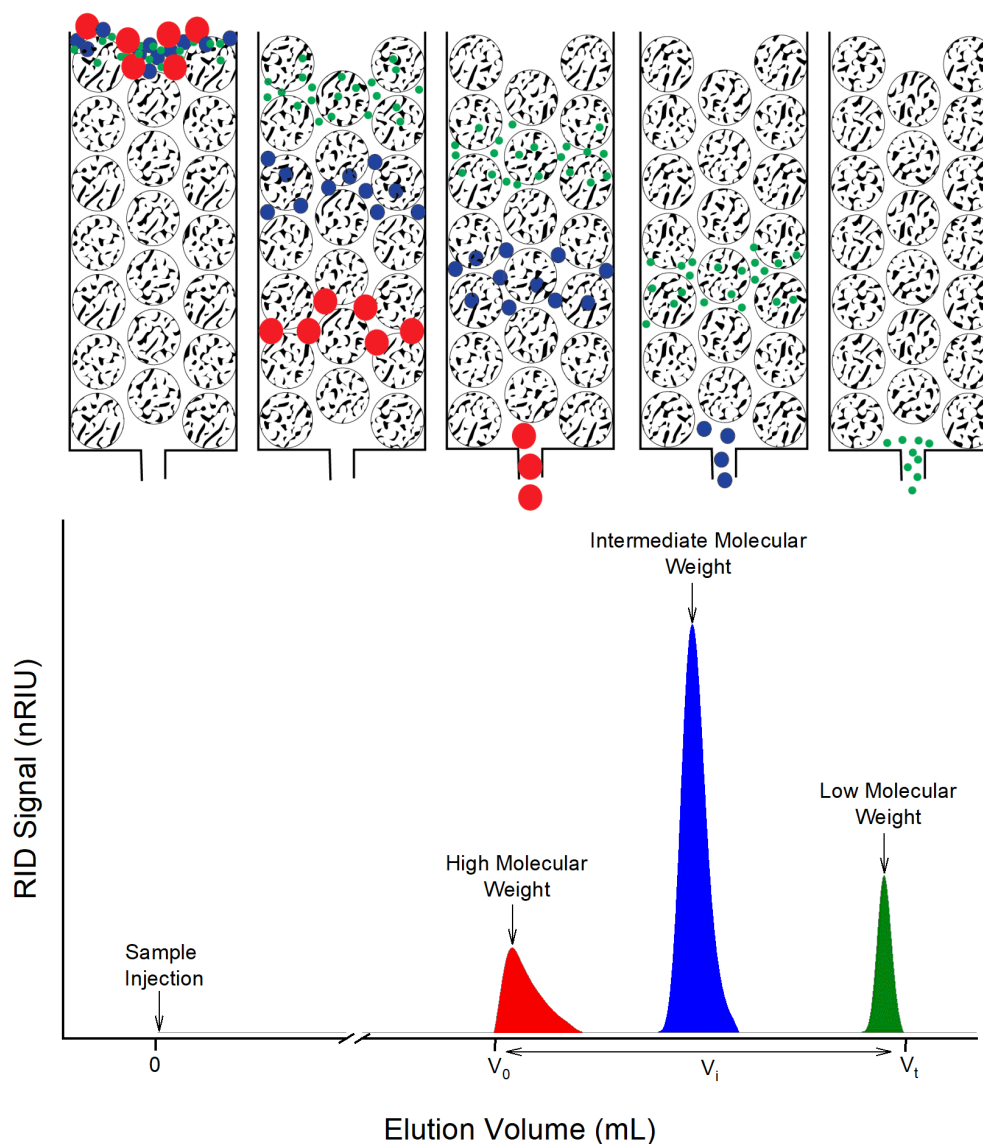 Intermediate Molecular
Weight
Low Molecular
Weight
High Molecular
Weight
Sample
Injection
RID Signal (nRIU)
0
V₀
Vᵢ
Vₜ
Elution Volume (mL)